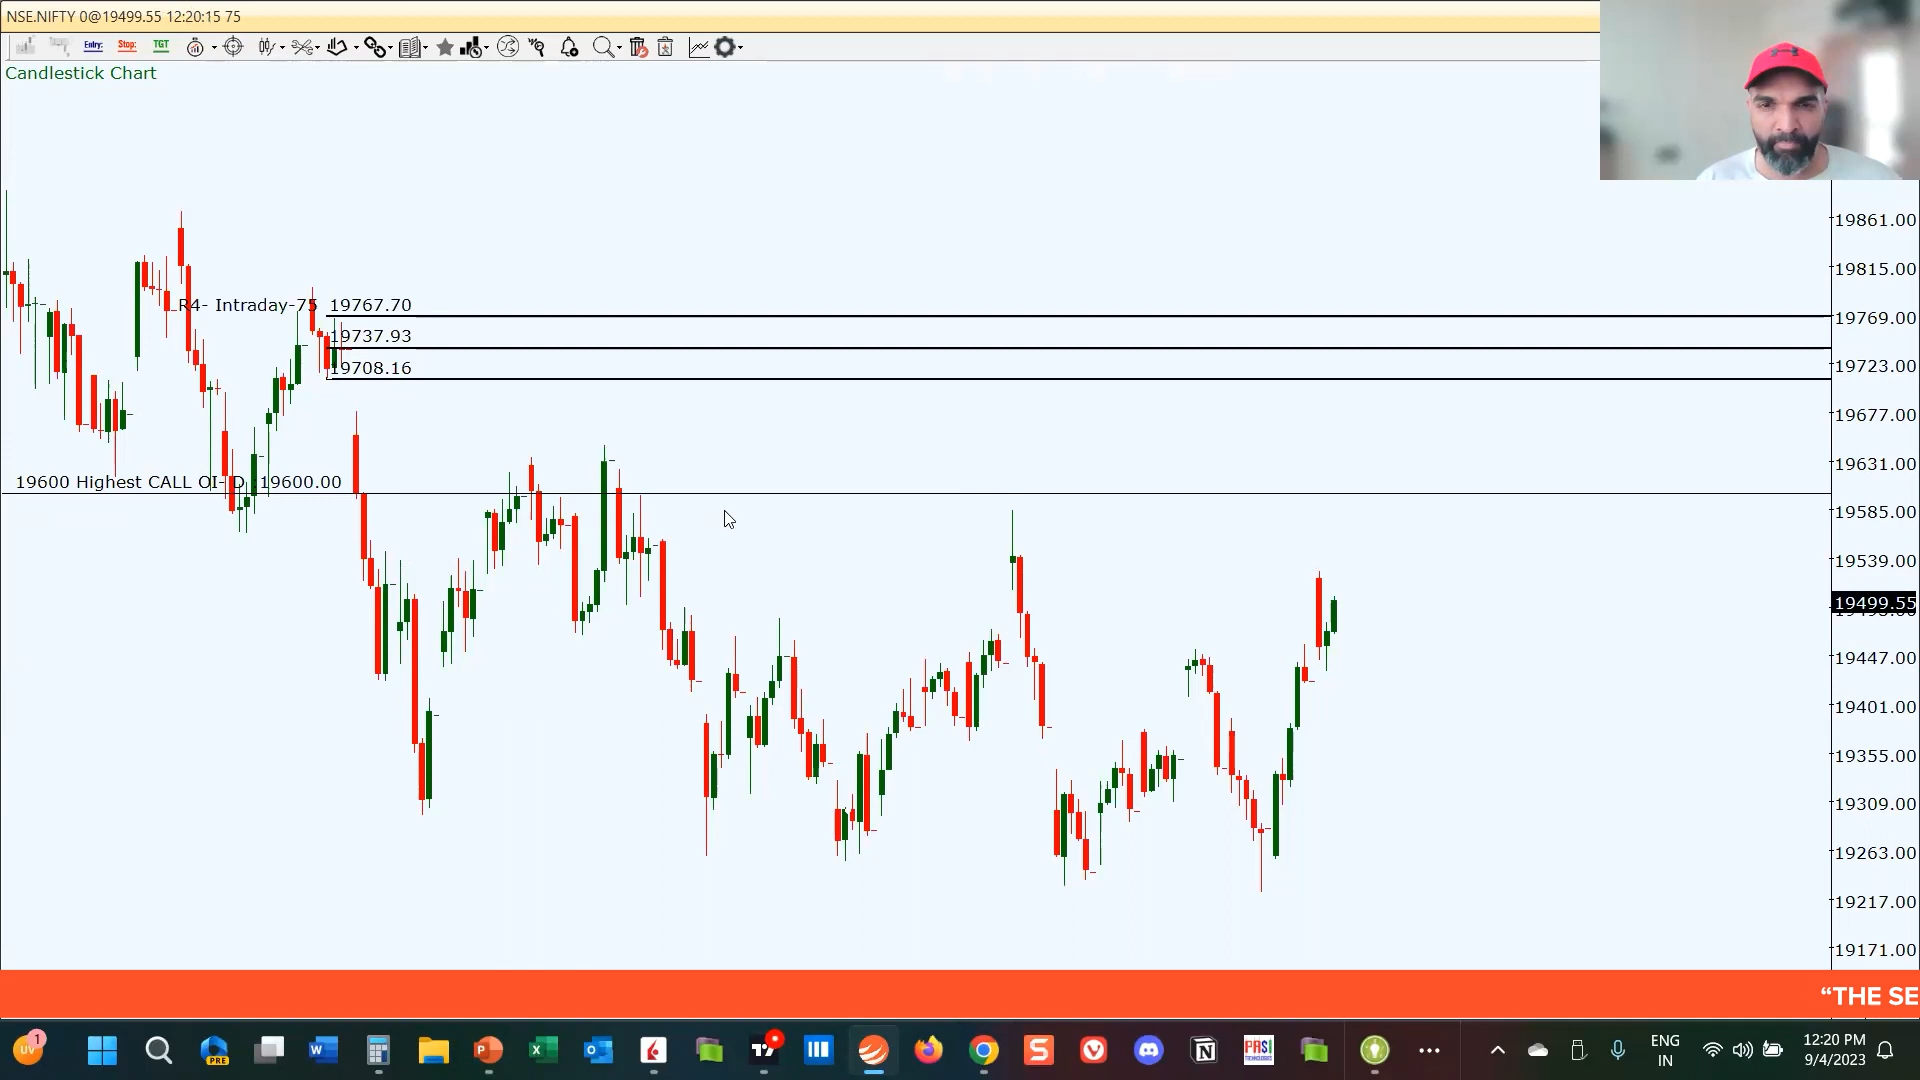 NSE.NIFTY 0@19499.55 12:20:15 75
Entry: Stop: TGT
Candlestick Chart
19861.00
19815.00
R4- Intraday-75 19767.70
19769.00
19737.93
19708.16
19723.00
19677.00
19631.00
19600 Highest CALL OI- D :19600.00
19585.00
19539.00
19499.55
19447.00
19401.00
19355.00
19309.00
19263.00
19217.00
19171.00
“THE SE
UV 1
PRE
ENG
IN
12:20 PM
9/4/2023